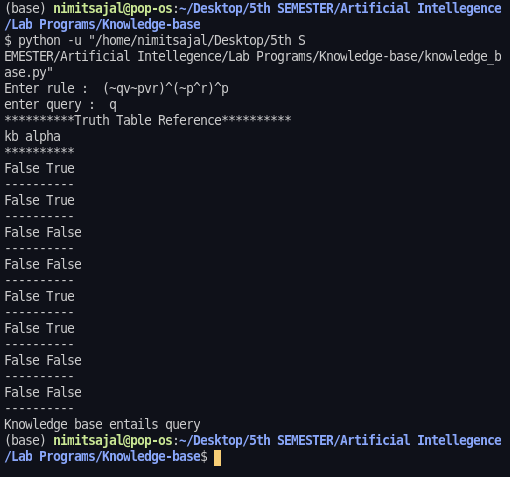 (base) nimitsajal@pop-os:~/Desktop/5th SEMESTER/Artificial Intellegence
/Lab Programs/Knowledge-base
$ python -u "/home/nimitsajal/Desktop/5th S
EMESTER/Artificial Intellegence/Lab Programs/Knowledge-base/knowledge_b
ase.py"
Enter rule :  (~qv~pvr)^(~p^r)^p
enter query :  q
**********Truth Table Reference**********
kb alpha
**********
False True
----------
False True
----------
False False
----------
False False
----------
False True
----------
False True
----------
False False
----------
False False
----------
Knowledge base entails query
(base) nimitsajal@pop-os:~/Desktop/5th SEMESTER/Artificial Intellegence
/Lab Programs/Knowledge-base$